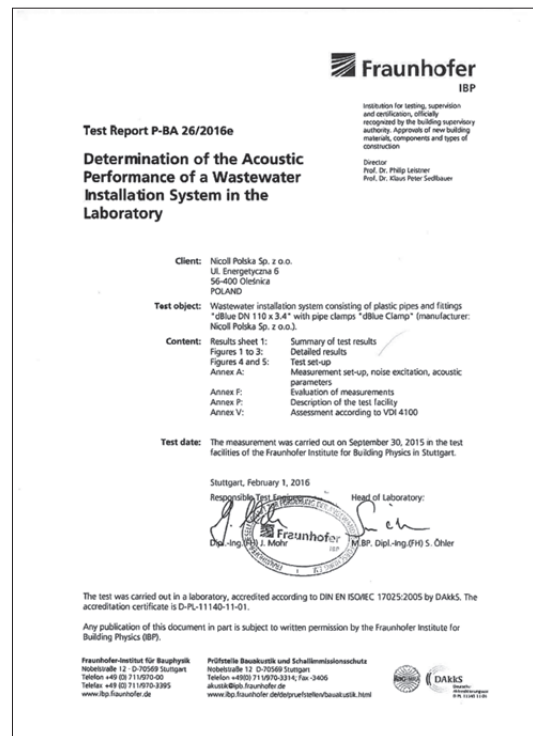 Fraunhofer
IBP
Institution for testing, supervision
and certification, officially
recognized by the building supervisory
authority. Approvals of new building
materials, components and types of
construction
Director
Prof. Dr. Philip Leistner
Prof. Dr. Klaus Peter Sedlbauer
Test Report P-BA 26/2016e
Determination of the Acoustic
Performance of a Wastewater
Installation System in the
Laboratory
Client: Nicoll Polska Sp. z o.o.
Ul. Energetyczna 6
56-400 Oleśnica
POLAND
Test object: Wastewater installation system consisting of plastic pipes and fittings
"dBlue DN 110 x 3.4" with pipe clamps "dBlue Clamp" (manufacturer:
Nicoll Polska Sp. z o.o.).
Content: Results sheet 1: Summary of test results
Figures 1 to 3: Detailed results
Figures 4 and 5: Test set-up
Annex A: Measurement set-up, noise excitation, acoustic
parameters
Annex F: Evaluation of measurements
Annex P: Description of the test facility
Annex V: Assessment according to VDI 4100
Test date: The measurement was carried out on September 30, 2015 in the test
facilities of the Fraunhofer Institute for Building Physics in Stuttgart.
Stuttgart, February 1, 2016
Responsible Test Engineer: Head of Laboratory:
Fraunhofer
IBP
Dipl.-Ing.(FH) J. Mohr M.BP. Dipl.-Ing.(FH) S. Öhler
The test was carried out in a laboratory, accredited according to DIN EN ISO/IEC 17025:2005 by DAkkS. The
accreditation certificate is D-PL-11140-11-01.
Any publication of this document in part is subject to written permission by the Fraunhofer Institute for
Building Physics (IBP).
Fraunhofer-Institut für Bauphysik
Nobelstraße 12 · D-70569 Stuttgart
Telefon +49 (0) 711/970-00
Telefax +49 (0) 711/970-3395
www.ibp.fraunhofer.de
Prüfstelle Bauakustik und Schallimmissionsschutz
Nobelstraße 12 · D-70569 Stuttgart
Telefon +49(0) 711/970-3314; Fax -3406
akustik@ibp.fraunhofer.de
www.ibp.fraunhofer.de/de/pruefstellen/bauakustik.html
DAkkS
Deutsche
Akkreditierungsstelle
D-PL-11140-11-01